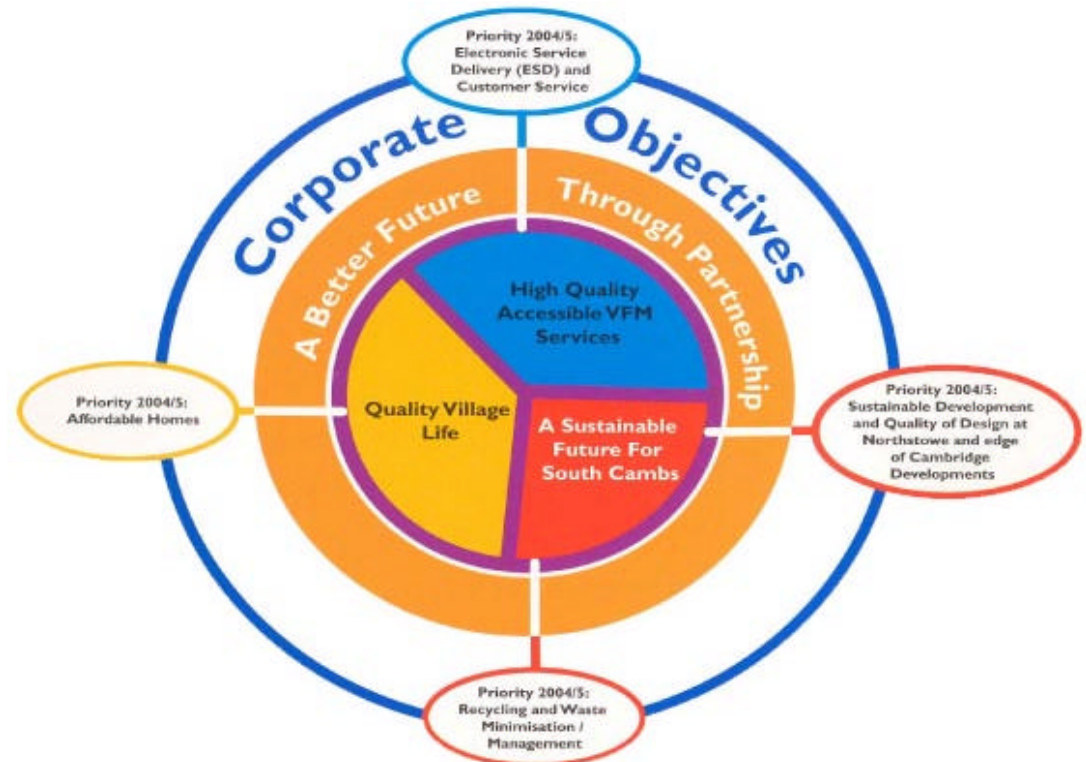 Priority 2004/5:
Electronic Service
Delivery (ESD) and
Customer Service
Corporate Objectives
A Better Future Through Partnership
High Quality
Accessible VFM
Services
Quality Village
Life
A Sustainable
Future For
South Cambs
Priority 2004/5:
Affordable Homes
Priority 2004/5:
Sustainable Development
and Quality of Design at
Northstowe and edge
of Cambridge
Developments
Priority 2004/5:
Recycling and Waste
Minimisation /
Management